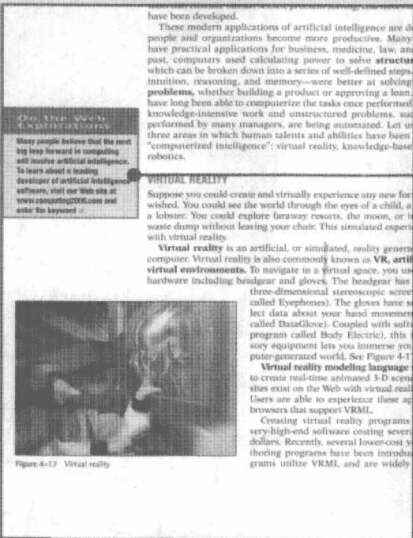 have been developed.
These modern applications of artificial intelligence are de
people and organizations become more productive. Many
have practical applications for business, medicine, law, an
past, computers used calculating power to solve structur
which can be broken down into a series of well-defined steps.
intuition, reasoning, and memory—were better at solving
problems, whether building a product or approving a loan,
have long been able to computerize the tasks once performed
knowledge-intensive work and unstructured problems, suc
performed by many managers, are being automated. Let us
three areas in which human talents and abilities have been
"computerized intelligence": virtual reality, knowledge-base
robotics.
On the Web
Explorations
Many people believe that the next
big leap forward in computing
will involve artificial intelligence.
To learn about a leading
developer of artificial intelligence
software, visit our Web site at
www.computing2000.com and
enter the keyword
VIRTUAL REALITY
Suppose you could create and virtually experience any new for
wished. You could see the world through the eyes of a child, a
a lobster. You could explore faraway resorts, the moon, or
waste dump without leaving your chair. This simulated experi
with virtual reality.
Virtual reality is an artificial, or simulated, reality genera
computer. Virtual reality is also commonly known as VR, artif
virtual environments. To navigate in a virtual space, you us
hardware including headgear and gloves. The headgear has
three-dimensional stereoscopic scree
called Eyephones). The gloves have s
lect data about your hand movemen
called DataGlove). Coupled with softw
program called Body Electric), this
sory equipment lets you immerse you
puter-generated world. See Figure 4-1
Virtual reality modeling language
to create real-time animated 3-D scen
sites exist on the Web with virtual reali
Users are able to experience these ap
browsers that support VRML.
Creating virtual reality programs
very-high-end software costing severa
dollars. Recently, several lower-cost
thoring programs have been introdu
grams utilize VRML and are widely
Figure 4-17 Virtual reality